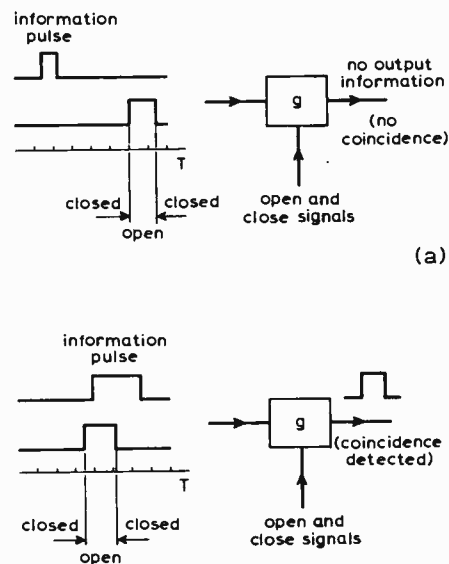 information
pulse
no output
information
g
(no
coincidence)
T
closed
closed
open
open and
close signals
(a)
information
pulse
g
(coincidence
detected)
T
closed
closed
open
open and
close signals